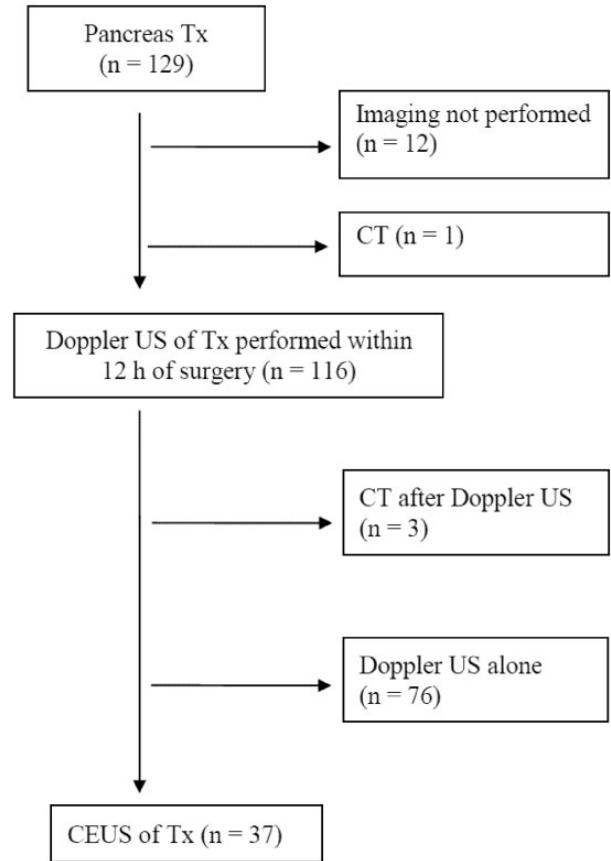 Pancreas Tx
(n = 129)
Imaging not performed
(n = 12)
CT (n = 1)
Doppler US of Tx performed within
12 h of surgery (n = 116)
CT after Doppler US
(n = 3)
Doppler US alone
(n = 76)
CEUS of Tx (n = 37)